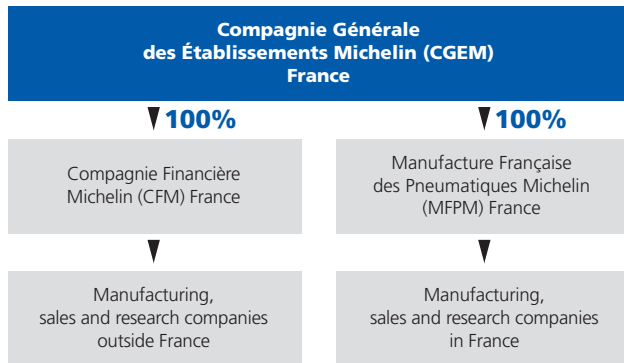 Compagnie Générale
des Établissements Michelin (CGEM)
France
100%
100%
Compagnie Financière
Michelin (CFM) France
Manufacture Française
des Pneumatiques Michelin
(MFPM) France
Manufacturing,
sales and research companies
outside France
Manufacturing,
sales and research companies
in France